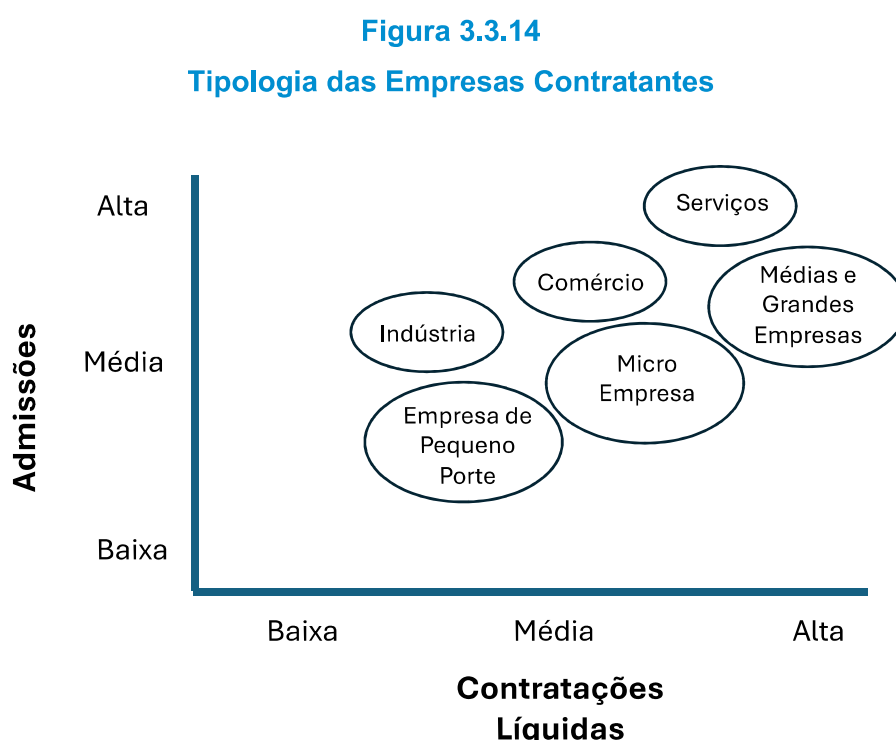 Figura 3.3.14
Tipologia das Empresas Contratantes
Admissões
Alta
Média
Baixa
Serviços
Comércio
Médias e
Grandes
Empresas
Indústria
Micro
Empresa
Empresa de
Pequeno
Porte
Baixa
Média
Alta
Contratações
Líquidas